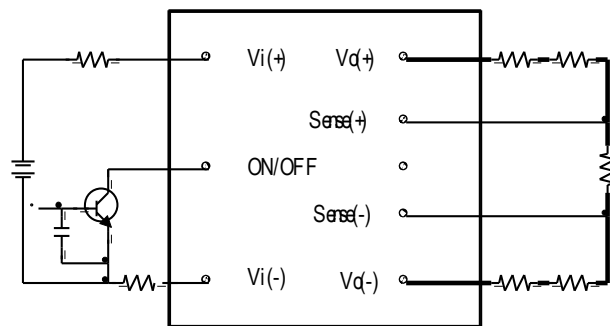 Vi(+) Vo(+)
Sense(+)
ON/OFF
Sense(-)
Vi(-) Vo(-)